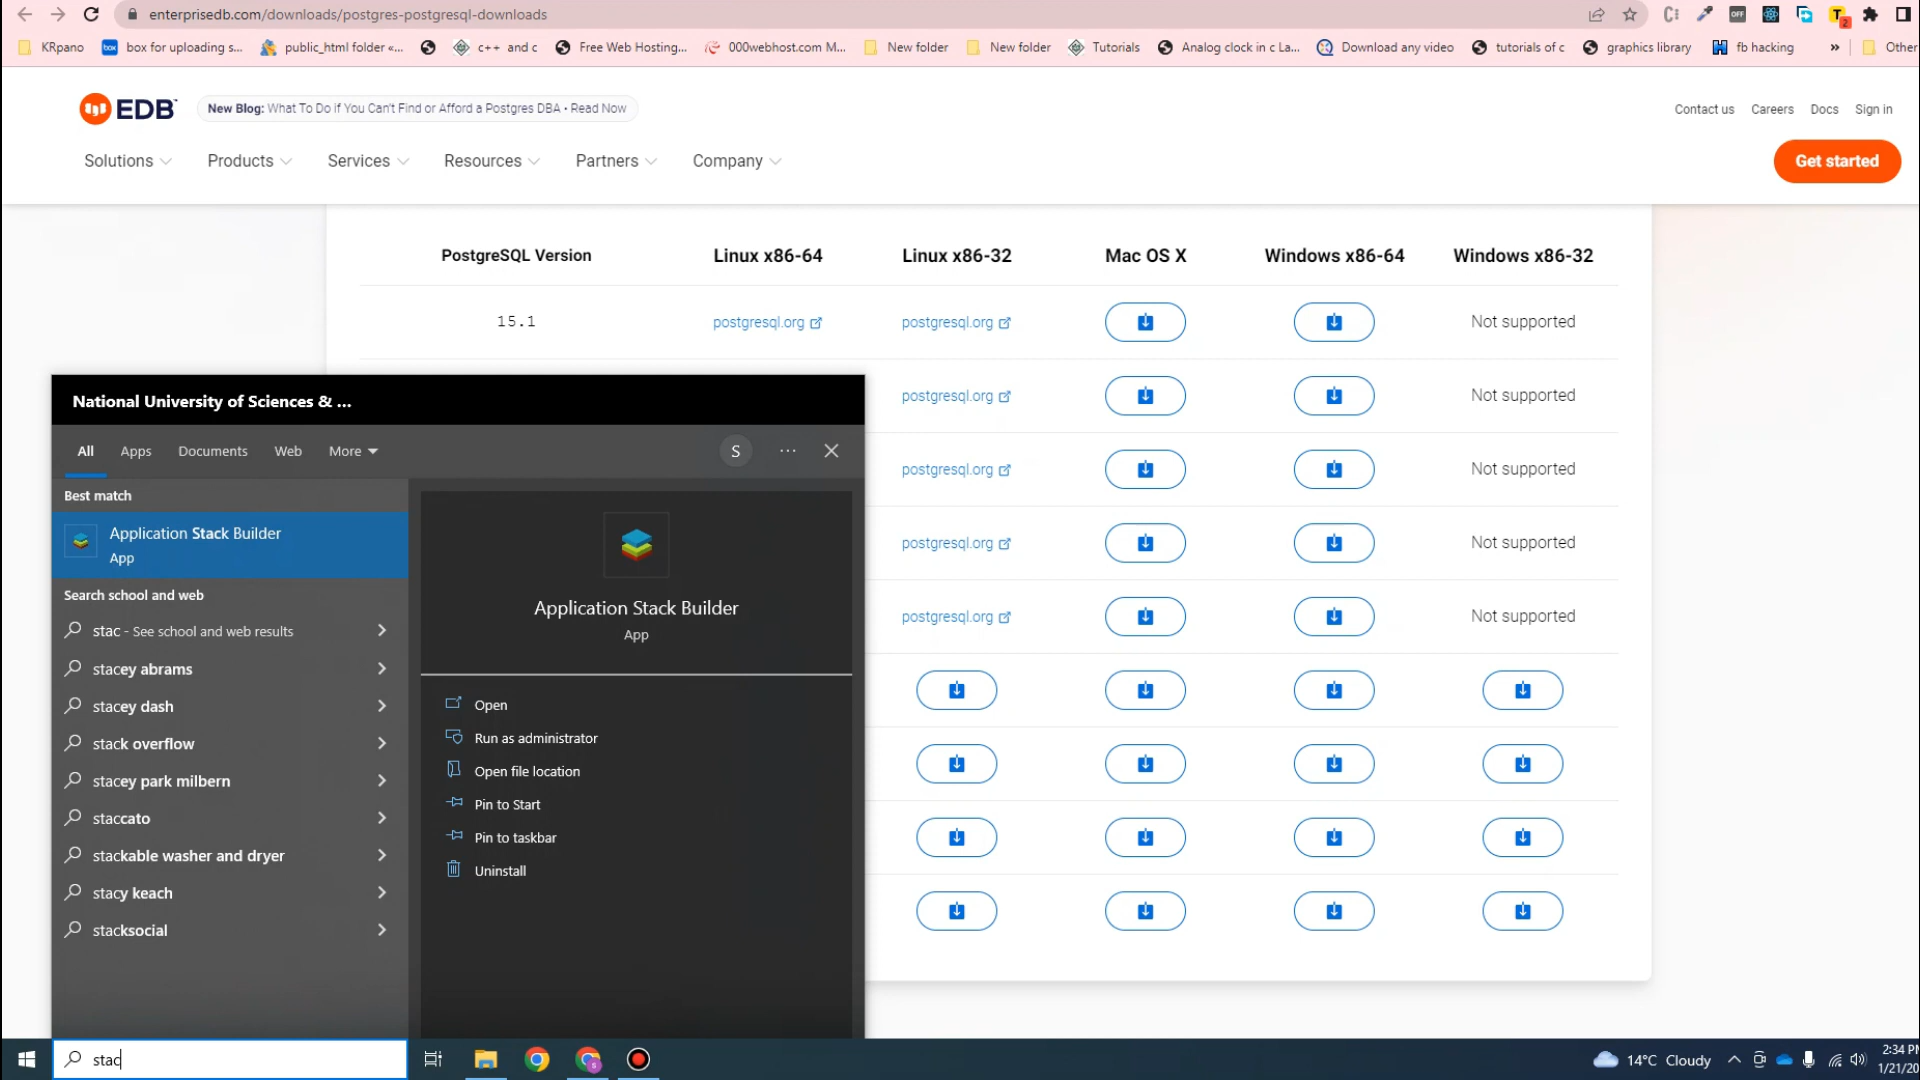 enterprisedb.com/downloads/postgres-postgresql-downloads
OFF
T
2
KRpano
box
box for uploading s...
public_html folder «...
c++ and c
Free Web Hosting...
000webhost.com M...
New folder
New folder
Tutorials
Analog clock in c La...
Download any video
tutorials of c
graphics library
fb hacking
»
Other
EDB
New Blog: What To Do if You Can't Find or Afford a Postgres DBA • Read Now
Contact us
Careers
Docs
Sign in
Solutions
Products
Services
Resources
Partners
Company
Get started
PostgreSQL Version
Linux x86-64
Linux x86-32
Mac OS X
Windows x86-64
Windows x86-32
15.1
postgresql.org
postgresql.org
Not supported
postgresql.org
Not supported
postgresql.org
Not supported
postgresql.org
Not supported
postgresql.org
Not supported
National University of Sciences & ...
All
Apps
Documents
Web
More
S
Best match
Application Stack Builder
App
Search school and web
stac - See school and web results
stacey abrams
stacey dash
stack overflow
stacey park milbern
staccato
stackable washer and dryer
stacy keach
stacksocial
Application Stack Builder
App
Open
Run as administrator
Open file location
Pin to Start
Pin to taskbar
Uninstall
stac
14°C Cloudy
2:34 PM
1/21/20